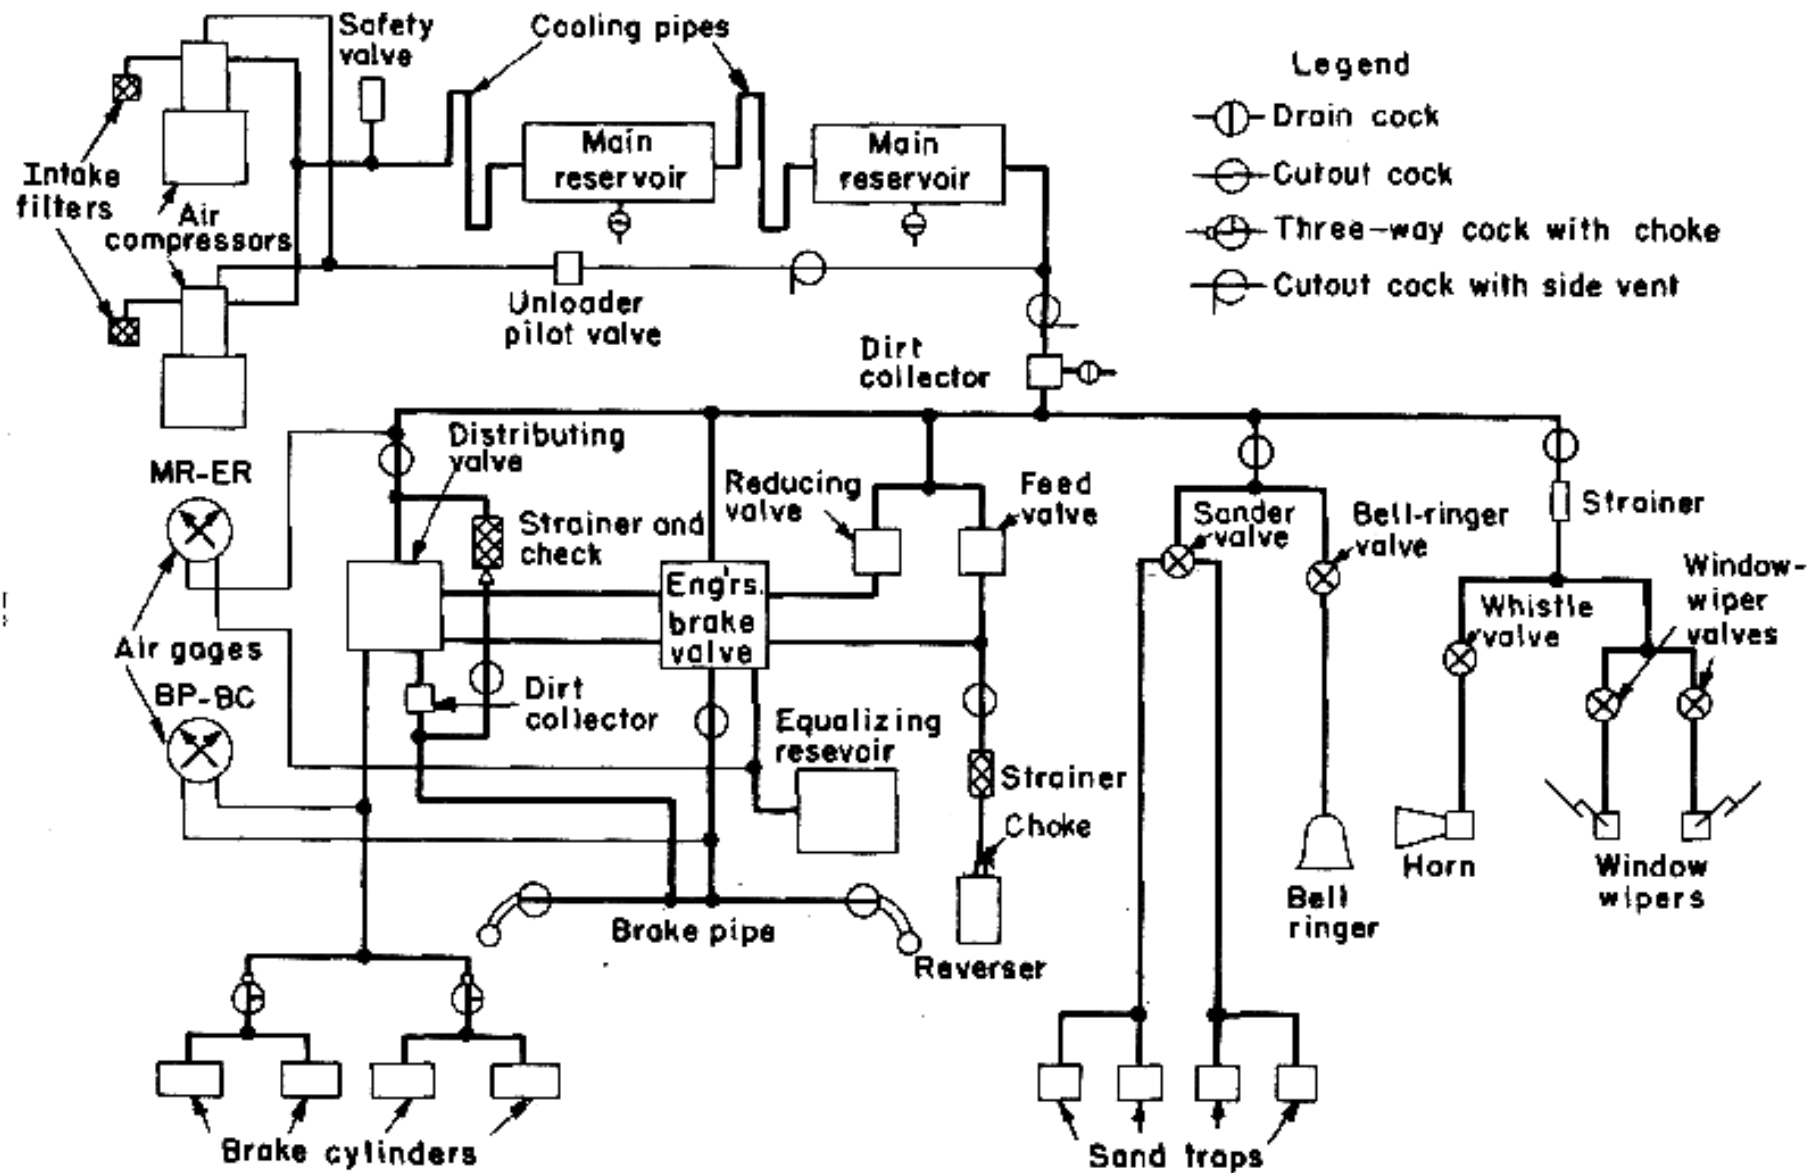 Safety
valve
Cooling pipes
Legend
Drain cock
Cutout cock
Three-way cock with choke
Cutout cock with side vent
Main
reservoir
Main
reservoir
Intake
filters
Air
compressors
Unloader
pilot valve
Dirt
collector
Distributing
valve
MR-ER
Reducing
valve
Feed
valve
Strainer and
check
Sander
valve
Bell-ringer
valve
Strainer
Window-
wiper
valves
Eng'rs.
brake
valve
Whistle
valve
Air gages
BP-BC
Dirt
collector
Equalizing
resevoir
Strainer
Choke
Horn
Window
wipers
Bell
ringer
Brake pipe
Reverser
Brake cylinders
Sand traps